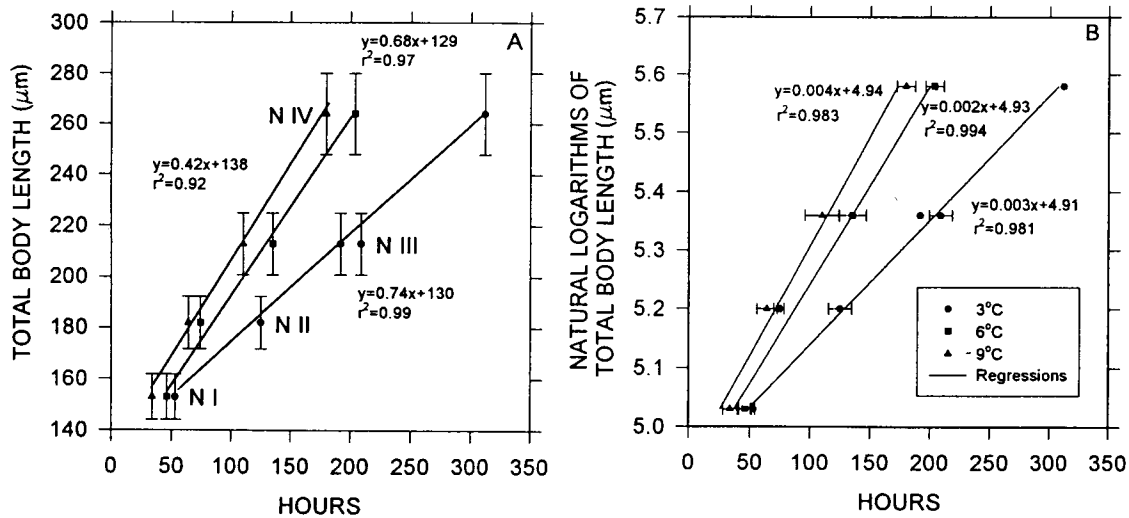 A
TOTAL BODY LENGTH (μm)
300
280
260
240
220
200
180
160
140
y=0.68x+129
r²=0.97
N IV
y=0.42x+138
r²=0.92
N III
y=0.74x+130
r²=0.99
N II
N I
0 50 100 150 200 250 300 350
HOURS
B
NATURAL LOGARITHMS OF
TOTAL BODY LENGTH (μm)
5.7
5.6
5.5
5.4
5.3
5.2
5.1
5.0
y=0.004x+4.94
r²=0.983
y=0.002x+4.93
r²=0.994
y=0.003x+4.91
r²=0.981
3°C
6°C
9°C
Regressions
0 50 100 150 200 250 300 350
HOURS